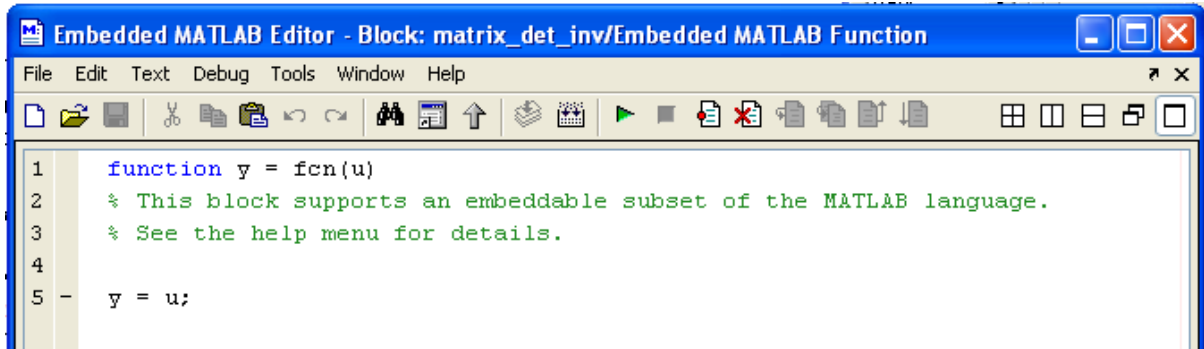 Embedded MATLAB Editor - Block: matrix_det_inv/Embedded MATLAB Function
File Edit Text Debug Tools Window Help
1 function y = fcn(u)
2 % This block supports an embeddable subset of the MATLAB language.
3 % See the help menu for details.
4
5 - y = u;